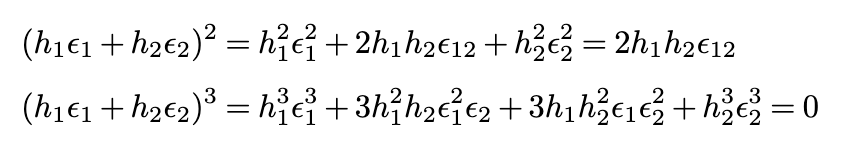 (h₁ϵ₁ + h₂ϵ₂)² = h₁²ϵ₁² + 2h₁h₂ϵ₁₂ + h₂²ϵ₂² = 2h₁h₂ϵ₁₂
(h₁ϵ₁ + h₂ϵ₂)³ = h₁³ϵ₁³ + 3h₁²h₂ϵ₁²ϵ₂ + 3h₁h₂²ϵ₁ϵ₂² + h₂³ϵ₂³ = 0